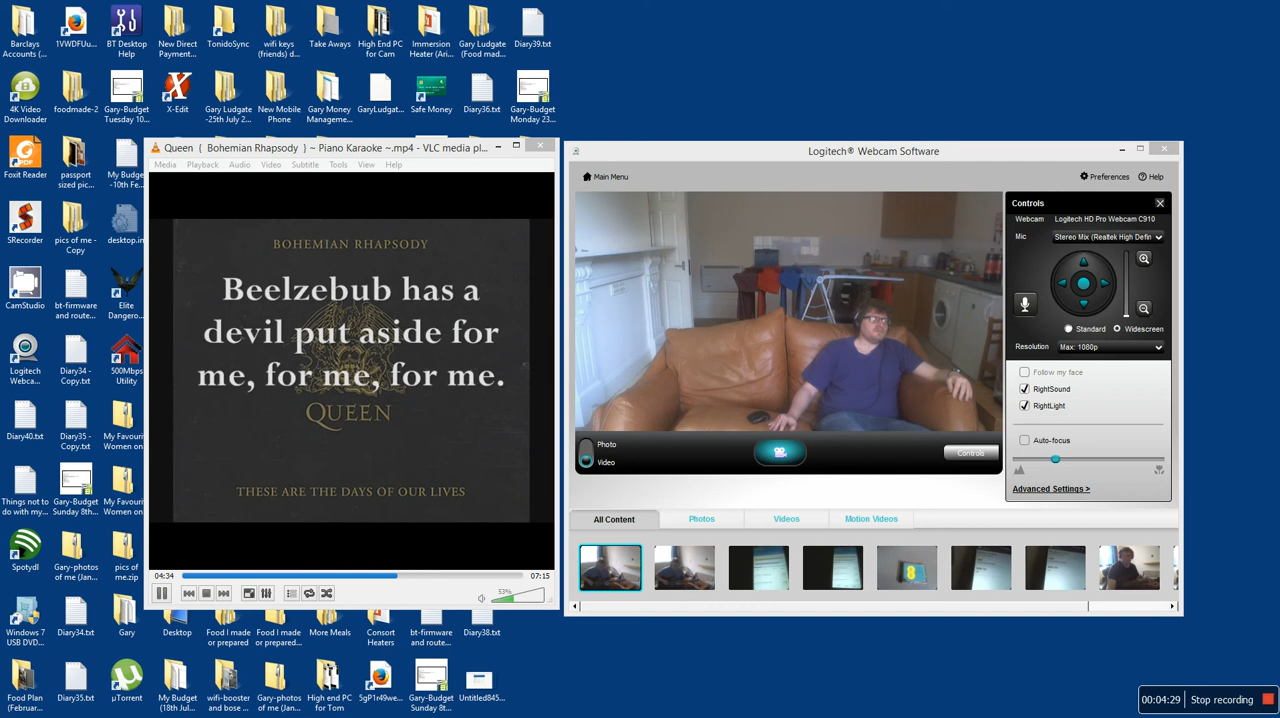 Barclays
Accounts (...
1VWDFUu...
BT Desktop
Help
New Direct
Payment...
TonidoSync
wifi keys
(friends) d...
Take Aways
High End PC
for Cam
Immersion
Heater (Ari...
Gary Ludgate
(Food mad...
Diary39.txt
4K Video
Downloader
foodmade-2
Gary-Budget
Tuesday 10...
X-Edit
Gary Ludgate
-25th July 2...
New Mobile
Phone
Gary Money
Manageme...
GaryLudgat...
Safe Money
Diary36.txt
Gary-Budget
Monday 23...
Foxit Reader
passport
sized pic...
My Budget
-10th Fe...
SRecorder
pics of me -
Copy
desktop.in
CamStudio
bt-firmware
and route...
Elite
Dangero...
Logitech
Webca...
Diary34 -
Copy.txt
500Mbps
Utility
Diary40.txt
Diary35 -
Copy.txt
My Favour
Women on
Things not to
do with my...
Gary-Budget
Sunday 8th...
My Favouri
Women on
Spotydl
Gary-photos
of me (Jan...
pics of
me.zip
Windows 7
USB DVD...
Diary34.txt
Gary
Desktop
Food I made
or prepared
Food I made
or prepared ...
More Meals
Consort
Heaters
bt-firmware
and route...
Diary38.txt
Food Plan
(Februar...
Diary35.txt
µTorrent
My Budget
(18th Jul...
wifi-booster
and bose ...
Gary-photos
of me (Jan...
High end PC
for Tom
5gP1r49we...
Gary-Budget
Sunday 8t...
Untitled845...
Queen { Bohemian Rhapsody } ~ Piano Karaoke ~.mp4 - VLC media pl...
Media Playback Audio Video Subtitle Tools View Help
BOHEMIAN RHAPSODY
Beelzebub has a
devil put aside for
me, for me, for me.
QUEEN
THESE ARE THE DAYS OF OUR LIVES
04:34
07:15
53%
Logitech® Webcam Software
Main Menu
Preferences
Help
Controls
Webcam Logitech HD Pro Webcam C910
Mic Stereo Mix (Realtek High Defin
Standard Widescreen
Resolution Max: 1080p
Follow my face
RightSound
RightLight
Auto-focus
Advanced Settings >
Photo
Video
Controls
All Content Photos Videos Motion Videos
8
00:04:29 Stop recording